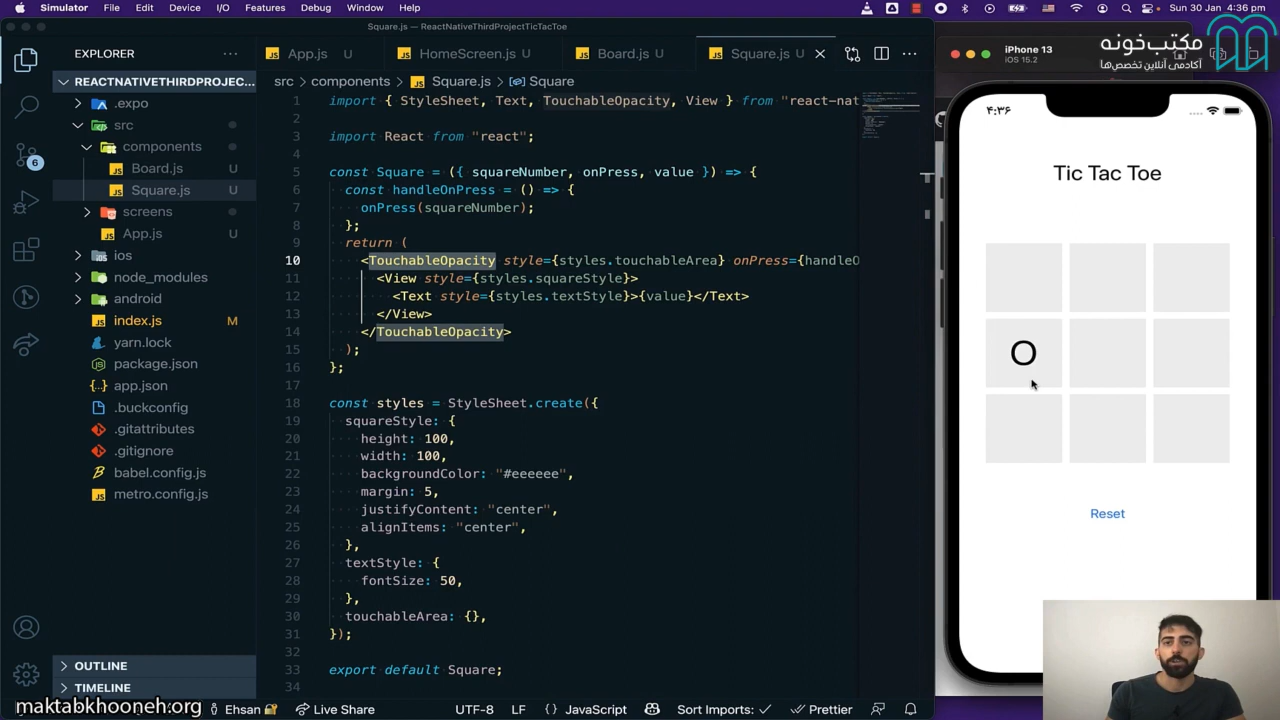 Simulator File Edit Debug Window Help
Sun 30 Jan 4:36 pm
Square.js — ReactNativeThirdProjectTicTacToe
مکتب‌خونه
آکادمی آنلاین تخصص‌ها
iPhone 13
iOS 15.2
EXPLORER
App.js U
HomeScreen.js U
Board.js U
Square.js U
REACTNATIVETHIRDPROJEC...
src > components > Square.js > Square
.expo
src
components
Board.js U
Square.js U
screens
App.js U
ios
node_modules
android
index.js M
yarn.lock
package.json
app.json
.buckconfig
.gitattributes
.gitignore
babel.config.js
metro.config.js
OUTLINE
TIMELINE
6
1 import { StyleSheet, Text, TouchableOpacity, View } from "react-nat
2
3 import React from "react";
4
5 const Square = ({ squareNumber, onPress, value }) => {
6 const handleOnPress = () => {
7 onPress(squareNumber);
8 };
9 return (
10 <TouchableOpacity style={styles.touchableArea} onPress={handleO
11 <View style={styles.squareStyle}>
12 <Text style={styles.textStyle}>{value}</Text>
13 </View>
14 </TouchableOpacity>
15 );
16 };
17
18 const styles = StyleSheet.create({
19 squareStyle: {
20 height: 100,
21 width: 100,
22 backgroundColor: "#eeeeee",
23 margin: 5,
24 justifyContent: "center",
25 alignItems: "center",
26 },
27 textStyle: {
28 fontSize: 50,
29 },
30 touchableArea: {},
31 });
32
33 export default Square;
34
۴:۳۶
Tic Tac Toe
O
Reset
maktabkhooneh.org
Ehsan
Live Share
UTF-8 LF {} JavaScript Sort Imports: Prettier